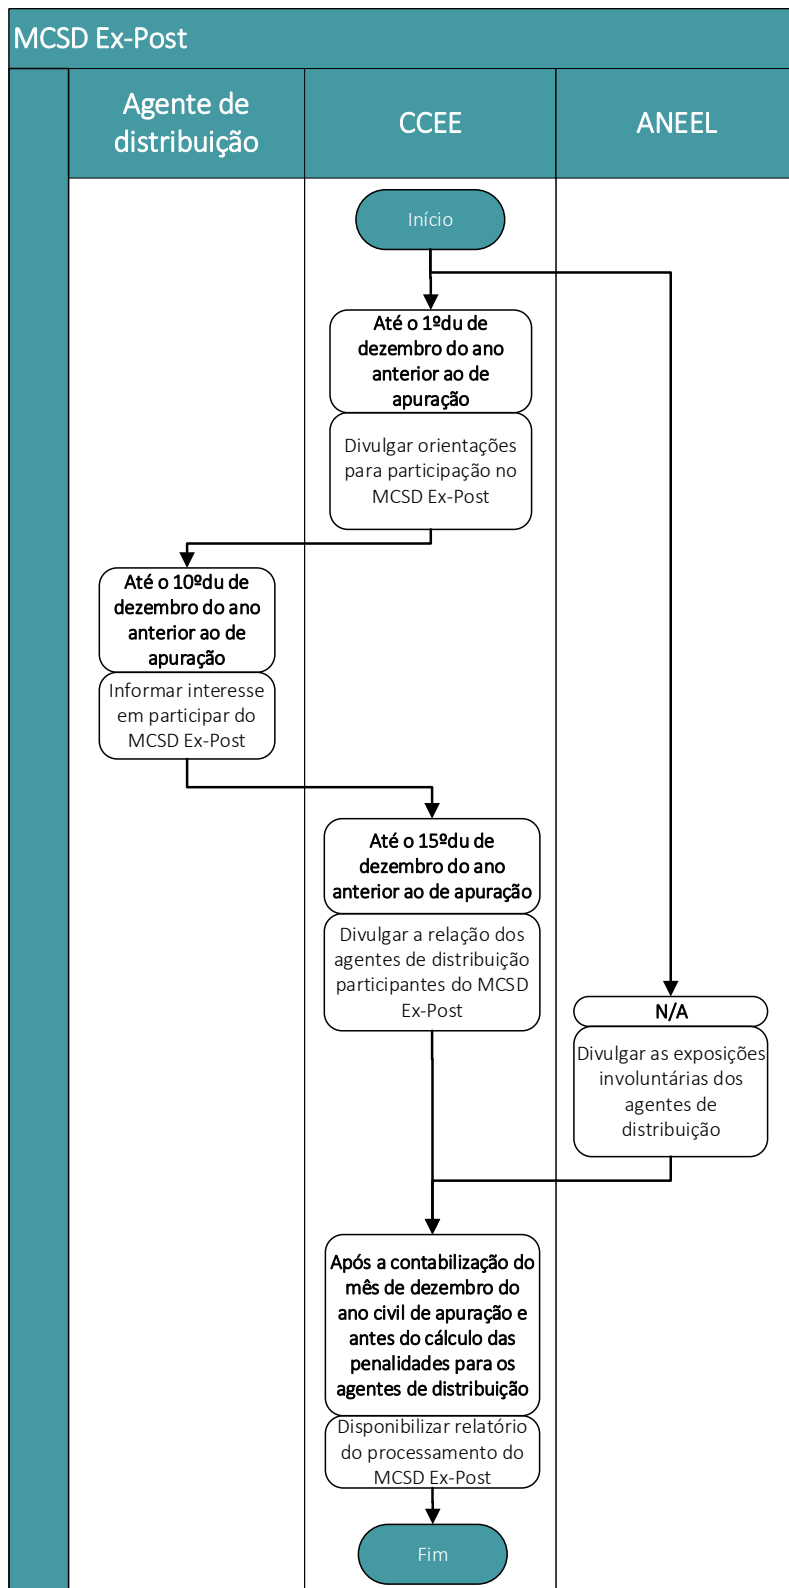 MCSD Ex-Post
Agente de
distribuição
CCEE
ANEEL
Início
Até o 1ºdu de
dezembro do ano
anterior ao de
apuração
Divulgar orientações
para participação no
MCSD Ex-Post
Até o 10ºdu de
dezembro do ano
anterior ao de
apuração
Informar interesse
em participar do
MCSD Ex-Post
Até o 15ºdu de
dezembro do ano
anterior ao de apuração
Divulgar a relação dos
agentes de distribuição
participantes do MCSD
Ex-Post
N/A
Divulgar as exposições
involuntárias dos
agentes de
distribuição
Após a contabilização do
mês de dezembro do
ano civil de apuração e
antes do cálculo das
penalidades para os
agentes de distribuição
Disponibilizar relatório
do processamento do
MCSD Ex-Post
Fim